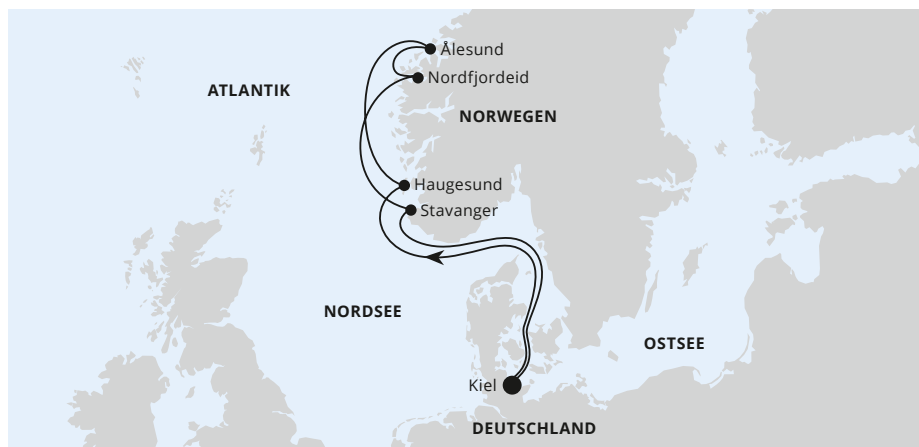 Ålesund
Nordfjordeid
ATLANTIK
NORWEGEN
Haugesund
Stavanger
NORDSEE
OSTSEE
Kiel
DEUTSCHLAND